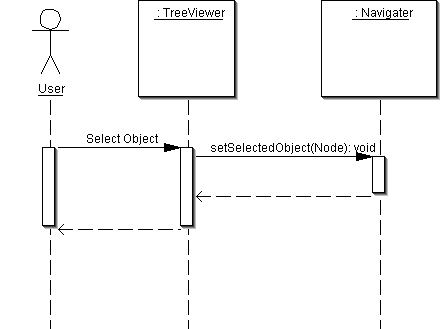 : TreeViewer
: Navigater
User
Select Object
setSelectedObject(Node): void